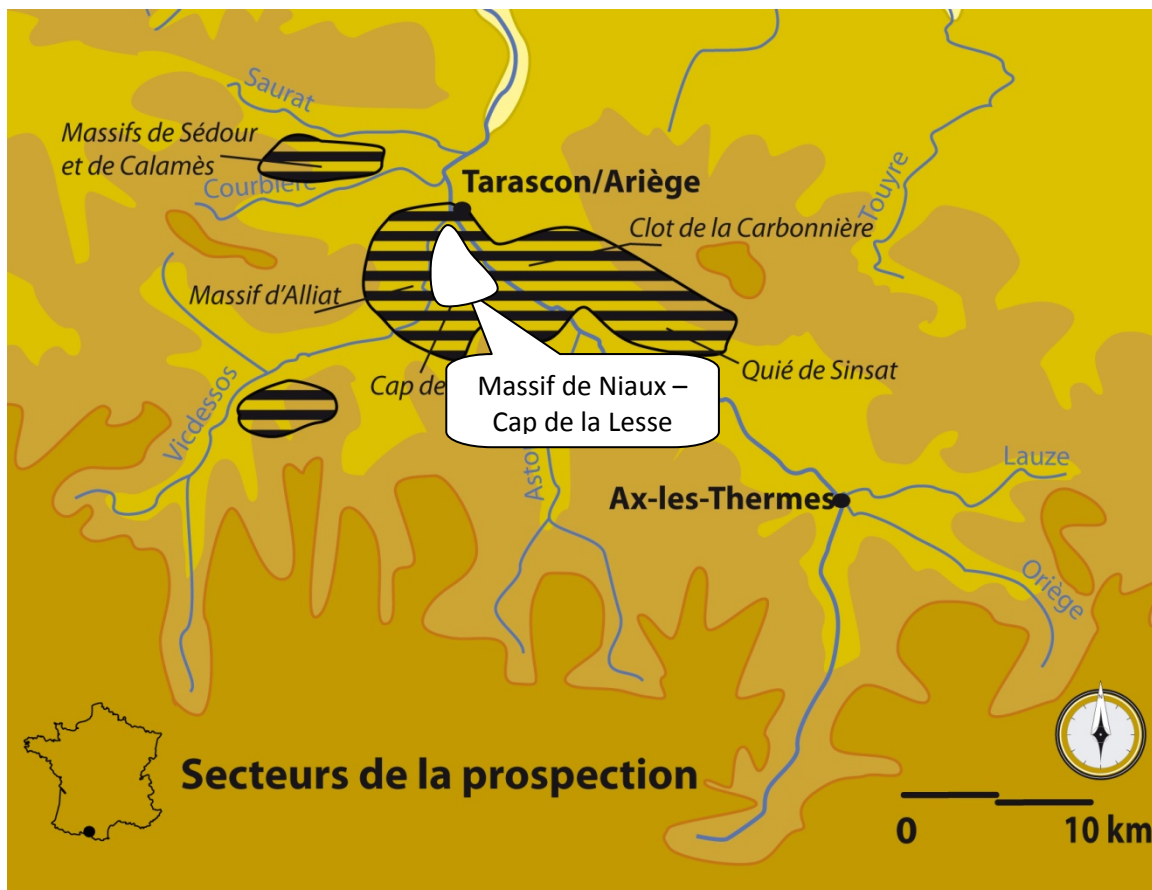 Saurat
Massifs de Sédour
et de Calamès
Courbière
Tarascon/Ariège
Touyre
Clot de la Carbonnière
Massif d'Alliat
Cap de
Quié de Sinsat
Massif de Niaux –
Cap de la Lesse
Vicdessos
Lauze
Ax-les-Thermes
Oriège
Secteurs de la prospection
0
10 km